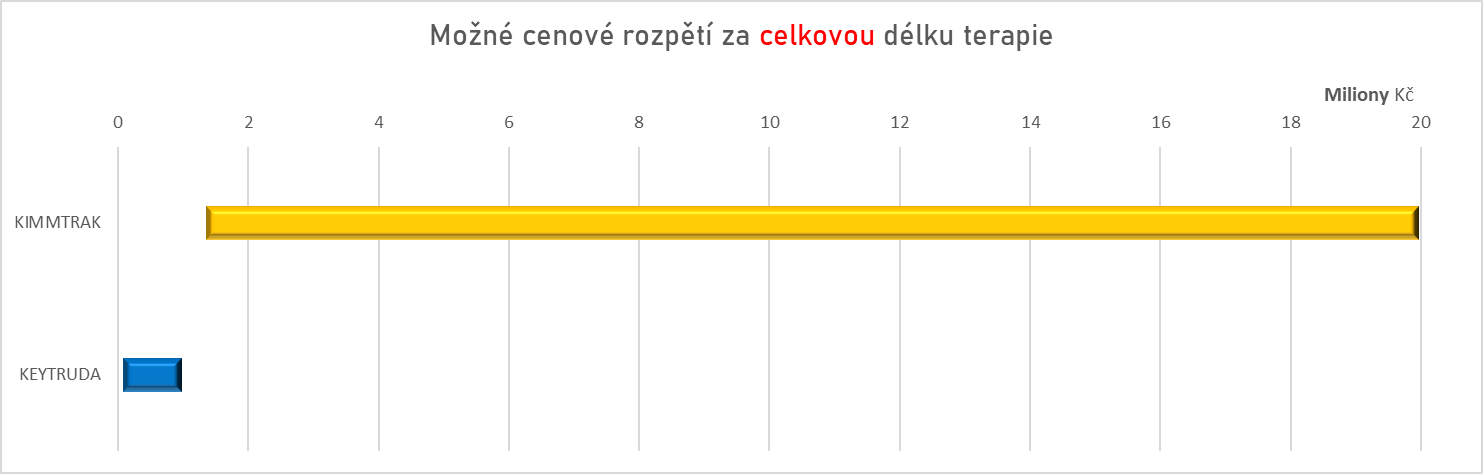 Možné cenové rozpětí za celkovou délku terapie
Miliony Kč
0 2 4 6 8 10 12 14 16 18 20
KIMMTRAK
KEYTRUDA